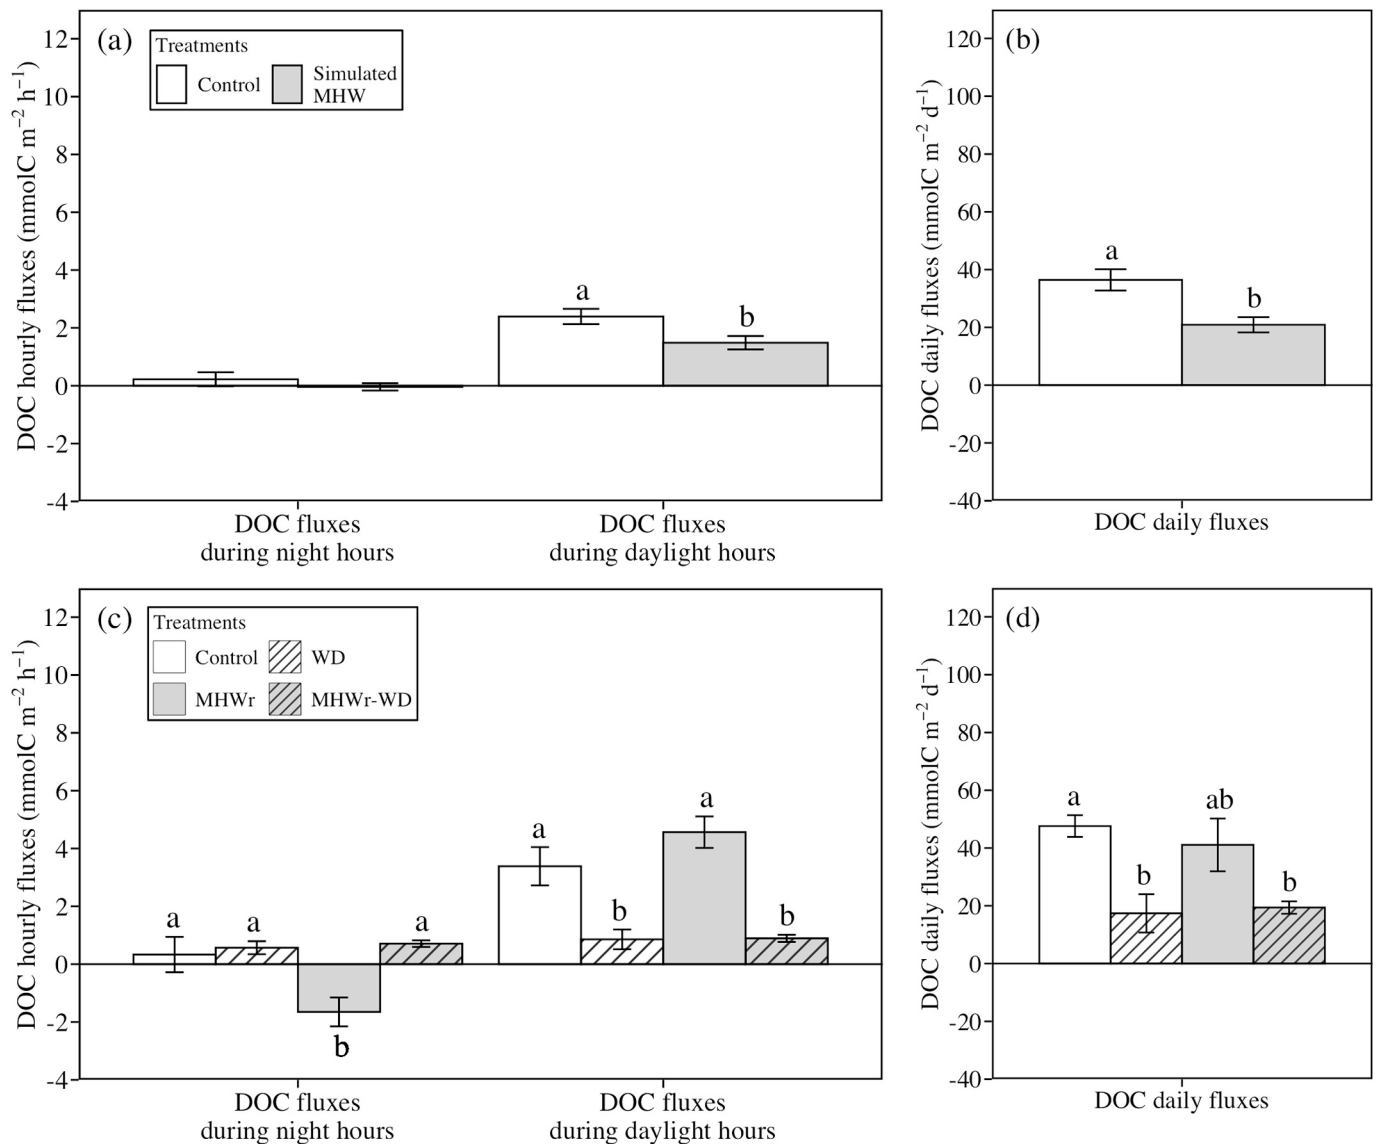 (a)
Treatments
Control
Simulated
MHW
DOC hourly fluxes (mmolC m⁻² h⁻¹)
12
10
8
6
4
2
0
-2
-4
a
b
DOC fluxes
during night hours
DOC fluxes
during daylight hours
(b)
DOC daily fluxes (mmolC m⁻² d⁻¹)
120
100
80
60
40
20
0
-20
-40
a
b
DOC daily fluxes
(c)
Treatments
Control
WD
MHWr
MHWr-WD
DOC hourly fluxes (mmolC m⁻² h⁻¹)
12
10
8
6
4
2
0
-2
-4
a
a
b
a
a
b
a
b
DOC fluxes
during night hours
DOC fluxes
during daylight hours
(d)
DOC daily fluxes (mmolC m⁻² d⁻¹)
120
100
80
60
40
20
0
-20
-40
a
b
ab
b
DOC daily fluxes